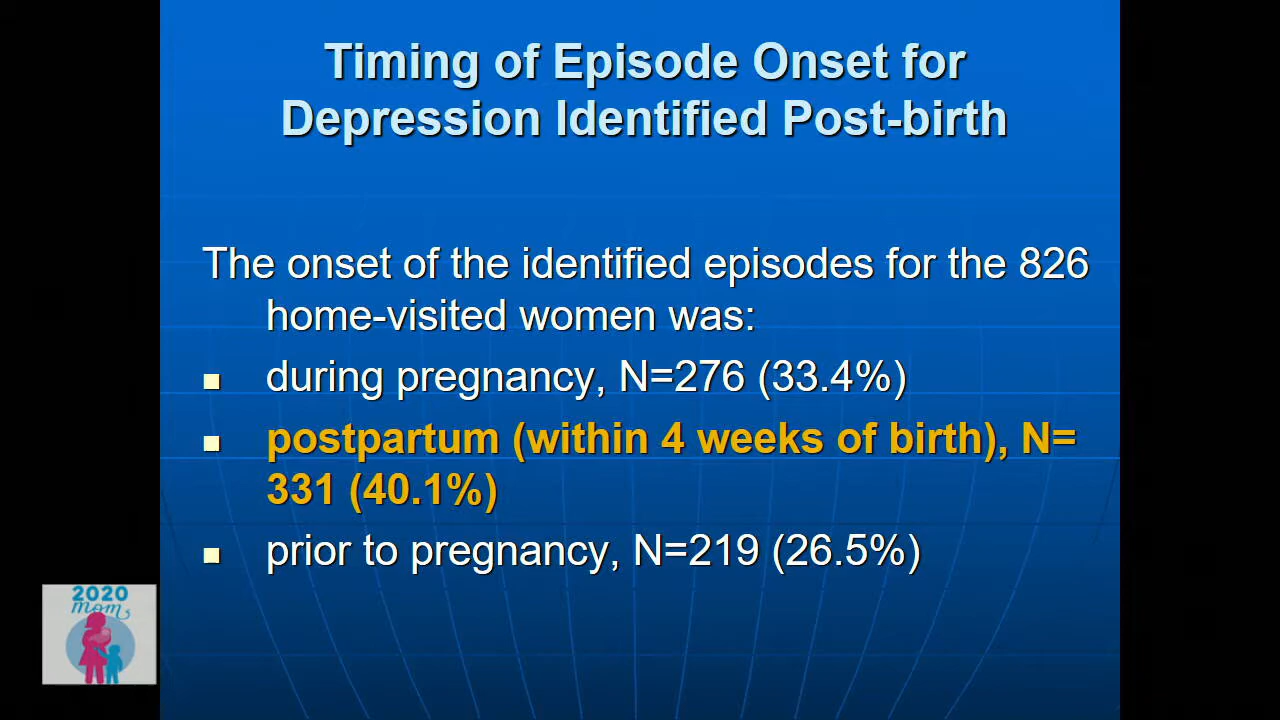 Timing of Episode Onset for
Depression Identified Post-birth
The onset of the identified episodes for the 826
home-visited women was:
during pregnancy, N=276 (33.4%)
postpartum (within 4 weeks of birth), N=
331 (40.1%)
prior to pregnancy, N=219 (26.5%)
2020
mom